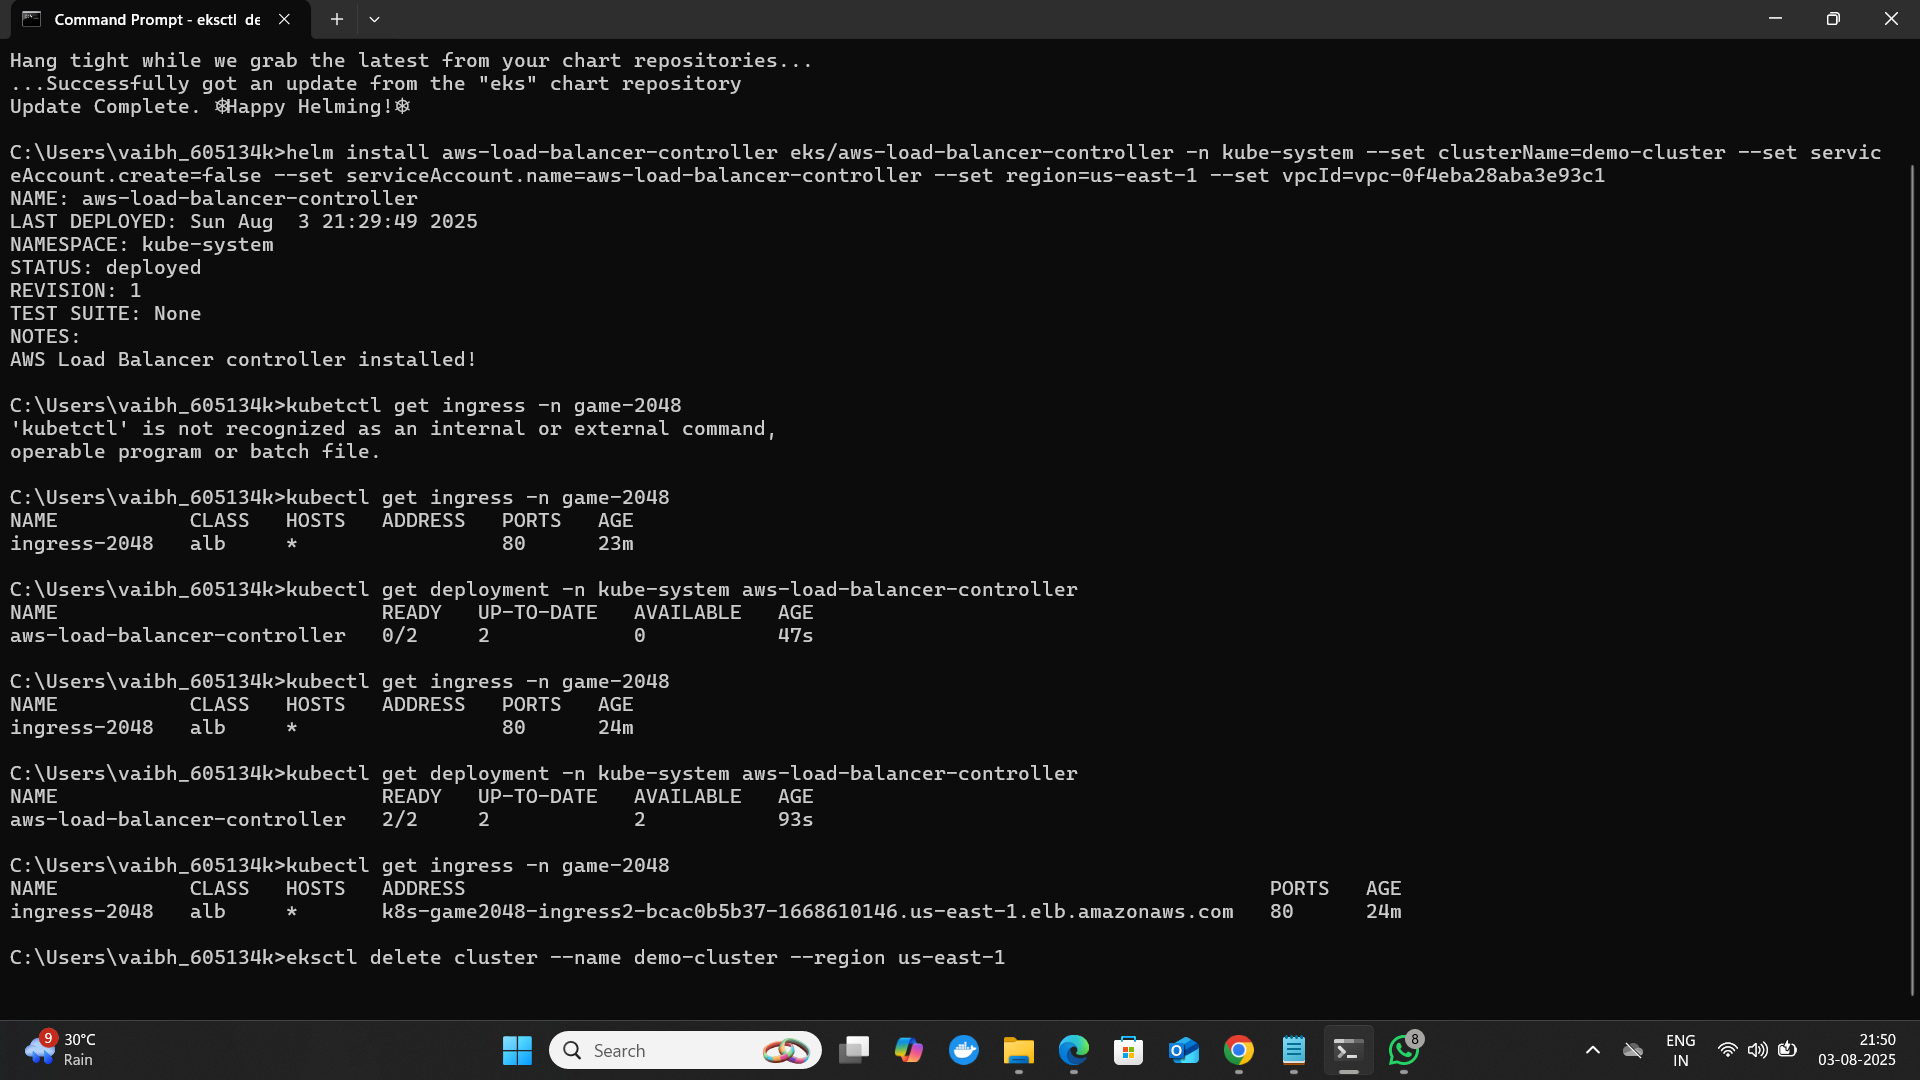 Command Prompt - eksctl de
Hang tight while we grab the latest from your chart repositories...
...Successfully got an update from the "eks" chart repository
Update Complete. ⎈Happy Helming!⎈
C:\Users\vaibh_605134k>helm install aws-load-balancer-controller eks/aws-load-balancer-controller -n kube-system --set clusterName=demo-cluster --set servic
eAccount.create=false --set serviceAccount.name=aws-load-balancer-controller --set region=us-east-1 --set vpcId=vpc-0f4eba28aba3e93c1
NAME: aws-load-balancer-controller
LAST DEPLOYED: Sun Aug  3 21:29:49 2025
NAMESPACE: kube-system
STATUS: deployed
REVISION: 1
TEST SUITE: None
NOTES:
AWS Load Balancer controller installed!
C:\Users\vaibh_605134k>kubetctl get ingress -n game-2048
'kubetctl' is not recognized as an internal or external command,
operable program or batch file.
C:\Users\vaibh_605134k>kubectl get ingress -n game-2048
NAME           CLASS   HOSTS   ADDRESS   PORTS   AGE
ingress-2048   alb     *                 80      23m
C:\Users\vaibh_605134k>kubectl get deployment -n kube-system aws-load-balancer-controller
NAME                           READY   UP-TO-DATE   AVAILABLE   AGE
aws-load-balancer-controller   0/2     2            0           47s
C:\Users\vaibh_605134k>kubectl get ingress -n game-2048
NAME           CLASS   HOSTS   ADDRESS   PORTS   AGE
ingress-2048   alb     *                 80      24m
C:\Users\vaibh_605134k>kubectl get deployment -n kube-system aws-load-balancer-controller
NAME                           READY   UP-TO-DATE   AVAILABLE   AGE
aws-load-balancer-controller   2/2     2            2           93s
C:\Users\vaibh_605134k>kubectl get ingress -n game-2048
NAME           CLASS   HOSTS   ADDRESS                                                                   PORTS   AGE
ingress-2048   alb     *       k8s-game2048-ingress2-bcac0b5b37-1668610146.us-east-1.elb.amazonaws.com   80      24m
C:\Users\vaibh_605134k>eksctl delete cluster --name demo-cluster --region us-east-1
9
30°C
Rain
Search
8
ENG
IN
21:50
03-08-2025